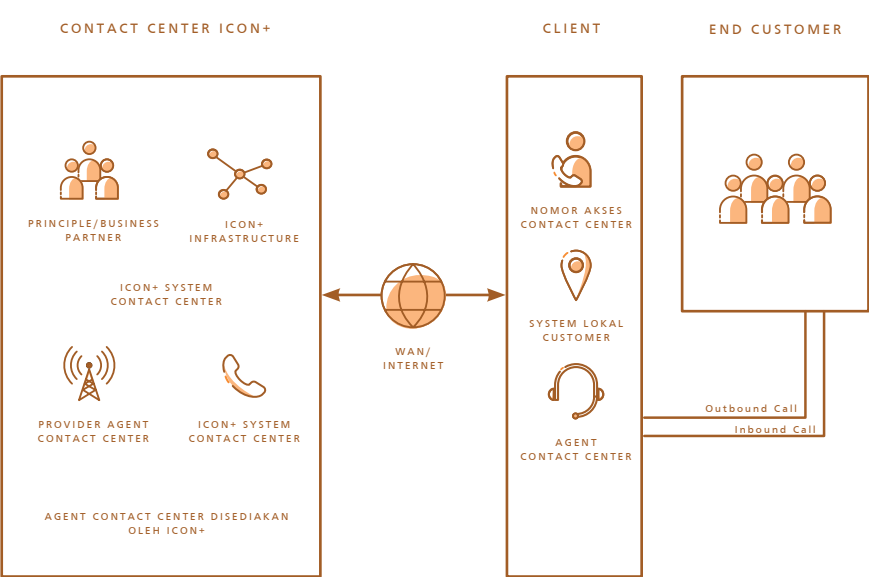 CONTACT CENTER ICON+
CLIENT
END CUSTOMER
PRINCIPLE/BUSINESS
PARTNER
ICON+
INFRASTRUCTURE
ICON+ SYSTEM
CONTACT CENTER
PROVIDER AGENT
CONTACT CENTER
ICON+ SYSTEM
CONTACT CENTER
AGENT CONTACT CENTER DISEDIAKAN
OLEH ICON+
WAN/
INTERNET
NOMOR AKSES
CONTACT CENTER
SYSTEM LOKAL
CUSTOMER
AGENT
CONTACT CENTER
Outbound Call
Inbound Call